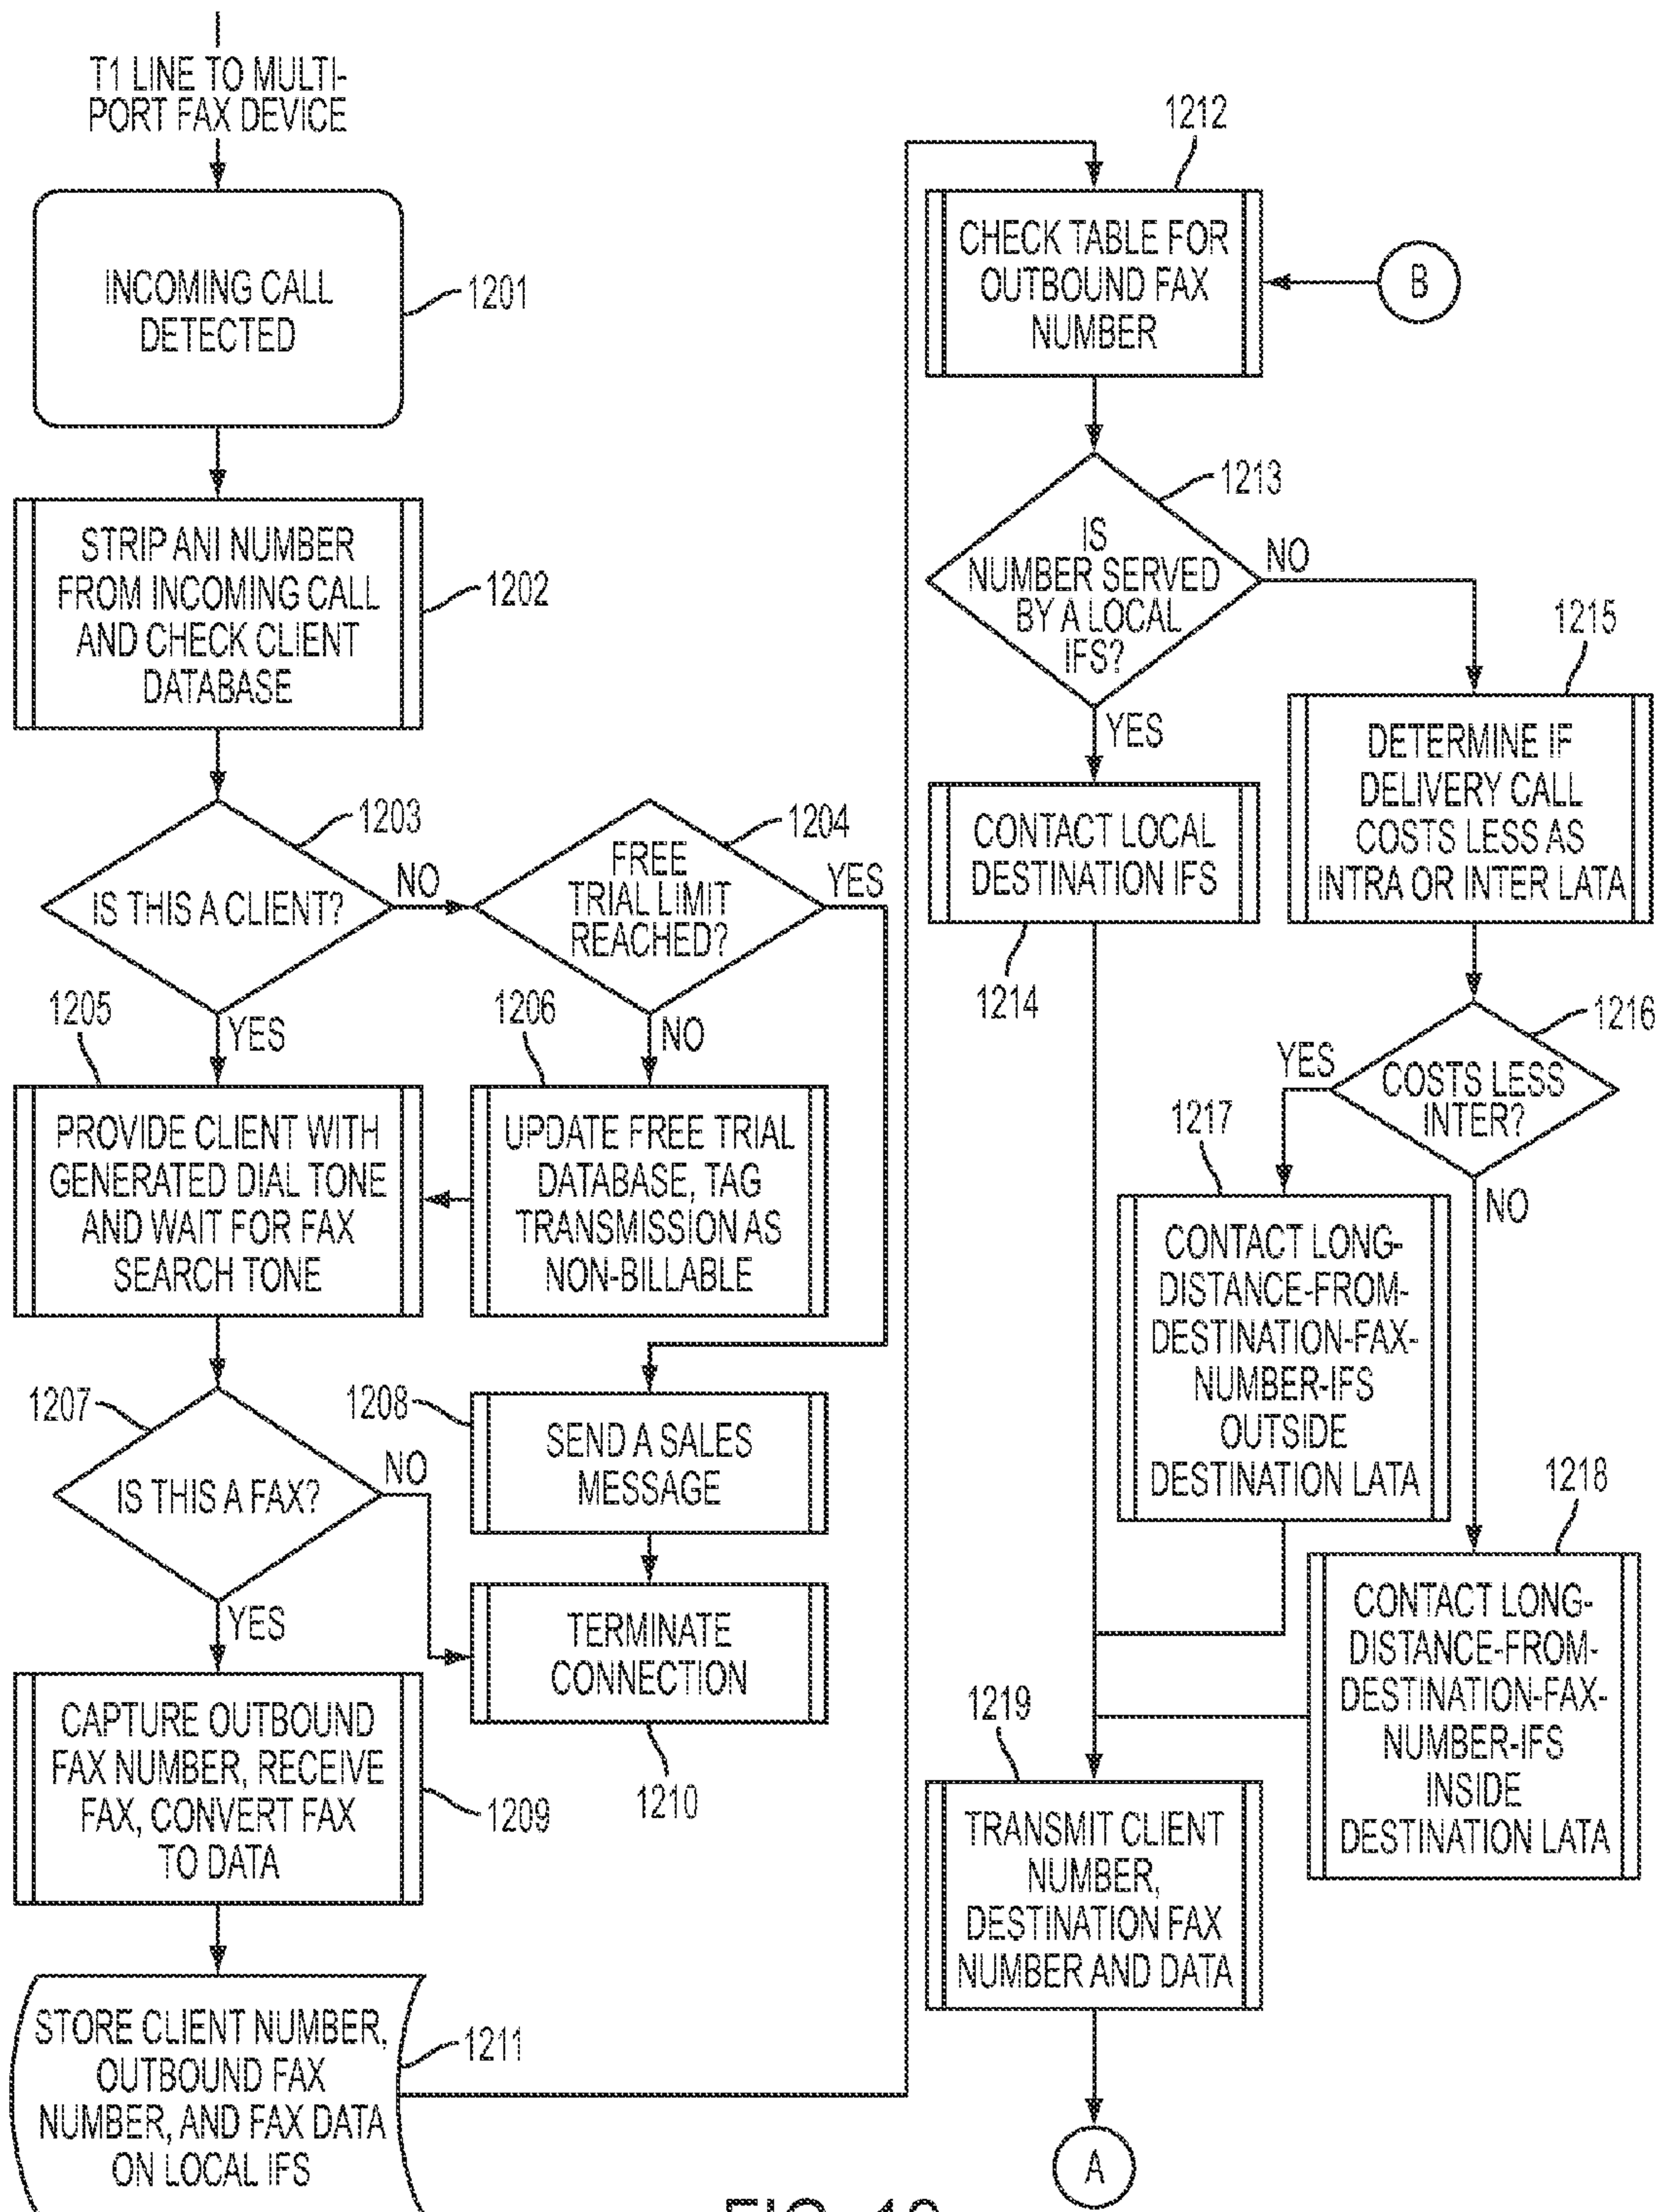 T1 LINE TO MULTI-
PORT FAX DEVICE
INCOMING CALL
DETECTED
1201
STRIP ANI NUMBER
FROM INCOMING CALL
AND CHECK CLIENT
DATABASE
1202
1203
IS THIS A CLIENT?
NO
YES
1204
FREE
TRIAL LIMIT
REACHED?
YES
NO
1205
PROVIDE CLIENT WITH
GENERATED DIAL TONE
AND WAIT FOR FAX
SEARCH TONE
1206
UPDATE FREE TRIAL
DATABASE, TAG
TRANSMISSION AS
NON-BILLABLE
1207
IS THIS A FAX?
NO
YES
1208
SEND A SALES
MESSAGE
TERMINATE
CONNECTION
1210
CAPTURE OUTBOUND
FAX NUMBER, RECEIVE
FAX, CONVERT FAX
TO DATA
1209
STORE CLIENT NUMBER,
OUTBOUND FAX
NUMBER, AND FAX DATA
ON LOCAL IFS
1211
1212
CHECK TABLE FOR
OUTBOUND FAX
NUMBER
B
1213
IS
NUMBER SERVED
BY A LOCAL
IFS?
NO
YES
CONTACT LOCAL
DESTINATION IFS
1214
1215
DETERMINE IF
DELIVERY CALL
COSTS LESS AS
INTRA OR INTER LATA
1216
COSTS LESS
INTER?
YES
NO
1217
CONTACT LONG-
DISTANCE-FROM-
DESTINATION-FAX-
NUMBER-IFS
OUTSIDE
DESTINATION LATA
1218
CONTACT LONG-
DISTANCE-FROM-
DESTINATION-FAX-
NUMBER-IFS
INSIDE
DESTINATION LATA
1219
TRANSMIT CLIENT
NUMBER,
DESTINATION FAX
NUMBER AND DATA
A